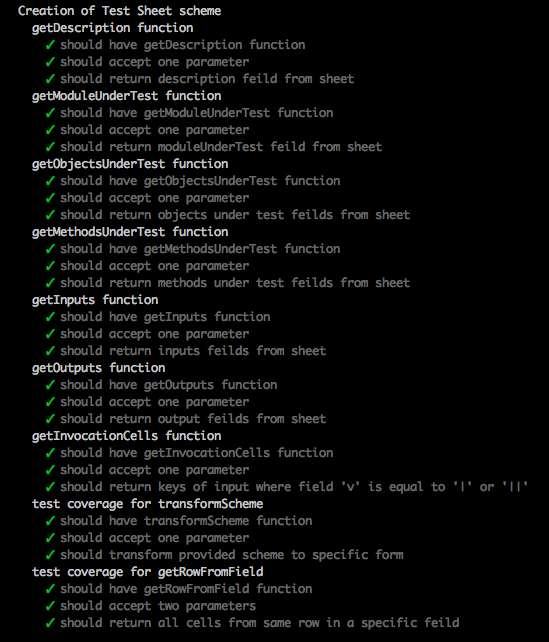 Creation of Test Sheet scheme
getDescription function
✓ should have getDescription function
✓ should accept one parameter
✓ should return description feild from sheet
getModuleUnderTest function
✓ should have getModuleUnderTest function
✓ should accept one parameter
✓ should return moduleUnderTest feild from sheet
getObjectsUnderTest function
✓ should have getObjectsUnderTest function
✓ should accept one parameter
✓ should return objects under test feilds from sheet
getMethodsUnderTest function
✓ should have getMethodsUnderTest function
✓ should accept one parameter
✓ should return methods under test feilds from sheet
getInputs function
✓ should have getInputs function
✓ should accept one parameter
✓ should return inputs feilds from sheet
getOutputs function
✓ should have getOutputs function
✓ should accept one parameter
✓ should return output feilds from sheet
getInvocationCells function
✓ should have getInvocationCells function
✓ should accept one parameter
✓ should return keys of input where field 'v' is equal to '|' or '||'
test coverage for transformScheme
✓ should have transformScheme function
✓ should accept one parameter
✓ should transform provided scheme to specific form
test coverage for getRowFromField
✓ should have getRowFromField function
✓ should accept two parameters
✓ should return all cells from same row in a specific feild